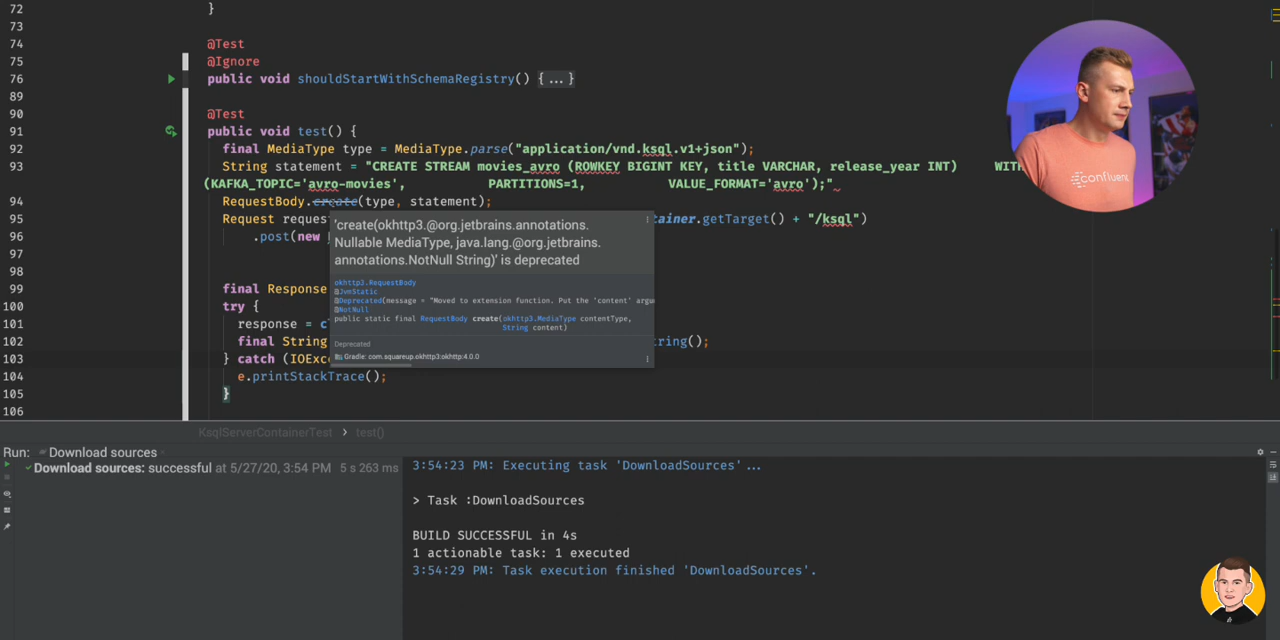 72 }
73
74 @Test
75 @Ignore
76 public void shouldStartWithSchemaRegistry() {...}
89
90 @Test
91 public void test() {
92 final MediaType type = MediaType.parse("application/vnd.ksql.v1+json");
93 String statement = "CREATE STREAM movies_avro (ROWKEY BIGINT KEY, title VARCHAR, release_year INT) WITH
(KAFKA_TOPIC='avro-movies', PARTITIONS=1, VALUE_FORMAT='avro');"
94 RequestBody.create(type, statement);
95 Request reques tainer.getTarget() + "/ksql")
96 .post(new
97
98
99 final Response
100 try {
101 response = c
102 final String ring();
103 } catch (IOExc
104 e.printStackTrace();
105 }
106
'create(okhttp3.@org.jetbrains.annotations.
Nullable MediaType, java.lang.@org.jetbrains.
annotations.NotNull String)' is deprecated
okhttp3.RequestBody
@JvmStatic
@Deprecated(message = "Moved to extension function. Put the 'content' argu
@NotNull
public static final RequestBody create(okhttp3.MediaType contentType,
String content)
Deprecated
Gradle: com.squareup.okhttp3:okhttp:4.0.0
confluent
KsqlServerContainerTest › test()
Run: Download sources
Download sources: successful at 5/27/20, 3:54 PM 5 s 263 ms
3:54:23 PM: Executing task 'DownloadSources'...
> Task :DownloadSources
BUILD SUCCESSFUL in 4s
1 actionable task: 1 executed
3:54:29 PM: Task execution finished 'DownloadSources'.